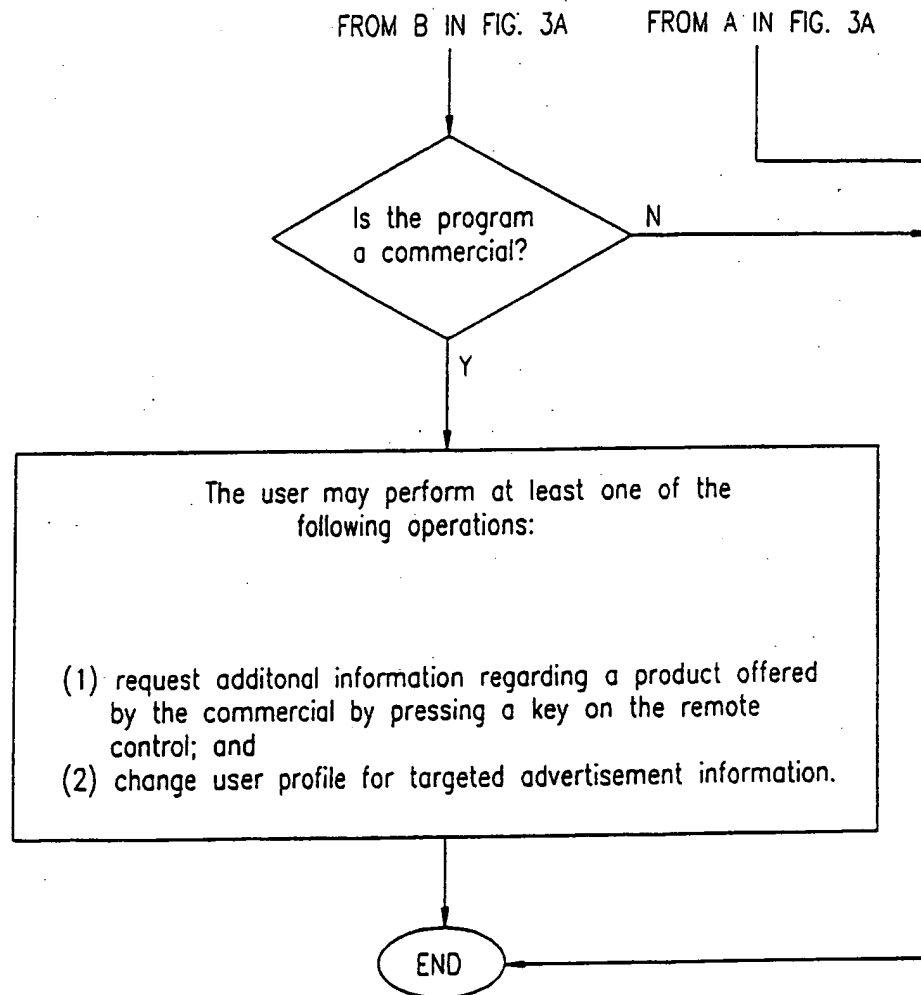 FROM B IN FIG. 3A
FROM A IN FIG. 3A
Is the program
a commercial?
N
Y
The user may perform at least one of the
following operations:
(1) request additonal information regarding a product offered
by the commercial by pressing a key on the remote
control; and
(2) change user profile for targeted advertisement information.
END